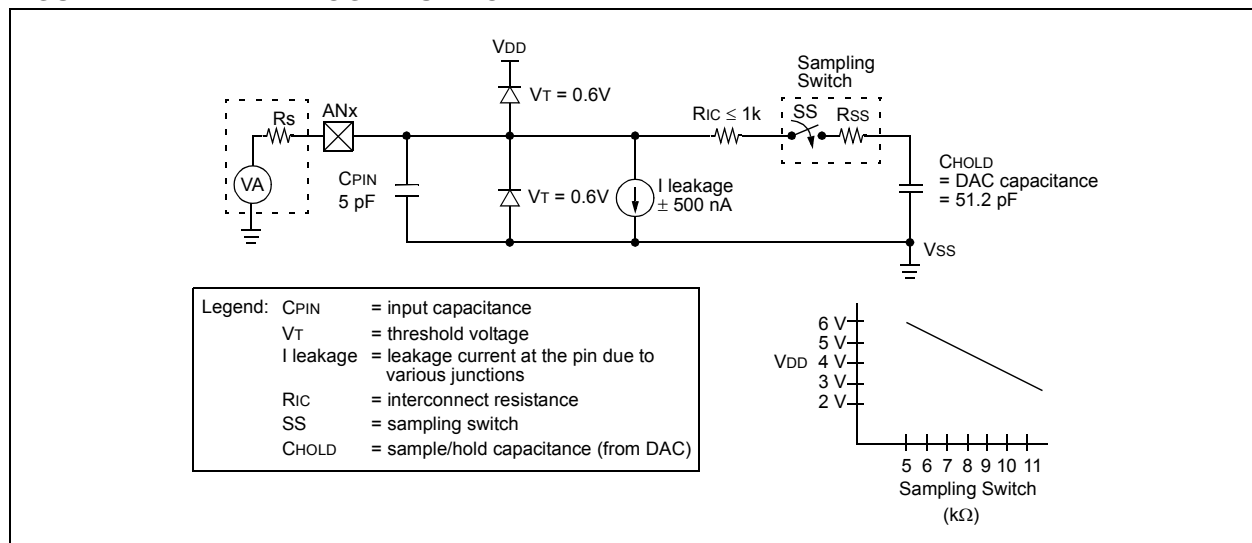 VDD
Sampling
Switch
VT = 0.6V
ANx
Rs
RIC ≤ 1k
SS
RSS
CHOLD
= DAC capacitance
= 51.2 pF
VA
CPIN
5 pF
VT = 0.6V
I leakage
± 500 nA
VSS
Legend: CPIN = input capacitance
VT = threshold voltage
I leakage = leakage current at the pin due to
various junctions
RIC = interconnect resistance
SS = sampling switch
CHOLD = sample/hold capacitance (from DAC)
6 V
5 V
VDD 4 V
3 V
2 V
5 6 7 8 9 10 11
Sampling Switch
(kΩ)